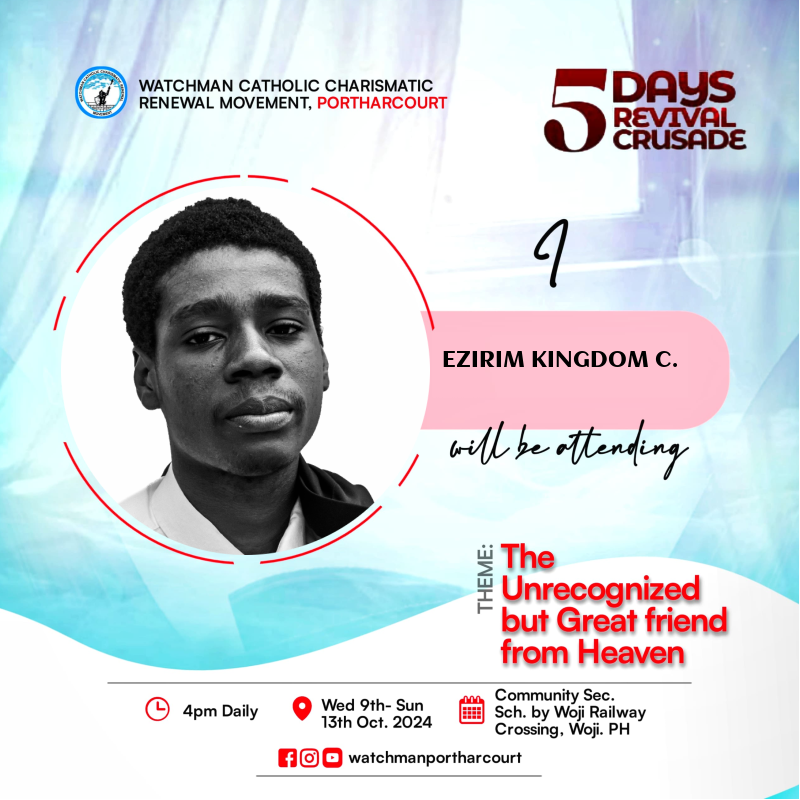 WATCHMAN CATHOLIC CHARISMATIC
RENEWAL MOVEMENT, PORTHARCOURT
5 DAYS
REVIVAL
CRUSADE
I
EZIRIM KINGDOM C.
will be attending
THEME:
The
Unrecognized
but Great friend
from Heaven
4pm Daily
Wed 9th- Sun
13th Oct. 2024
Community Sec.
Sch. by Woji Railway
Crossing, Woji. PH
watchmanportharcourt